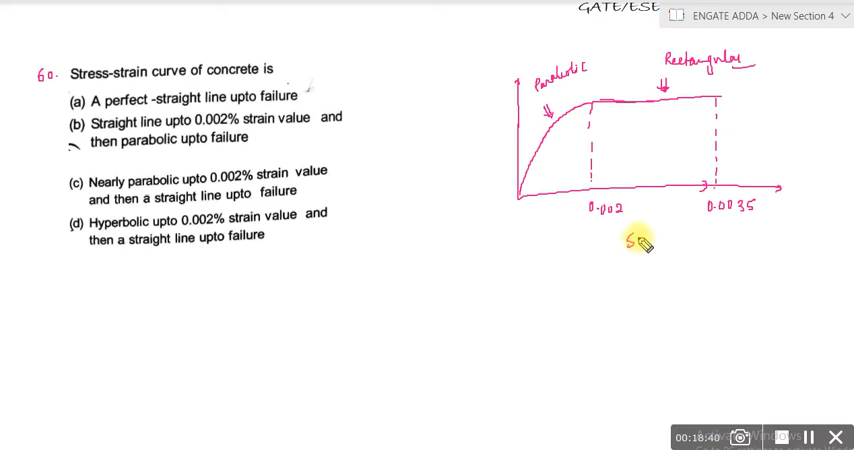 GATE/ESE
ENGATE ADDA > New Section 4
60. Stress-strain curve of concrete is
(a) A perfect -straight line upto failure
(b) Straight line upto 0.002% strain value and
then parabolic upto failure
(c) Nearly parabolic upto 0.002% strain value
and then a straight line upto failure
(d) Hyperbolic upto 0.002% strain value and
then a straight line upto failure
Parabolic
Rectangular
0.002
0.0035
S
00:18:40
Activate Windows